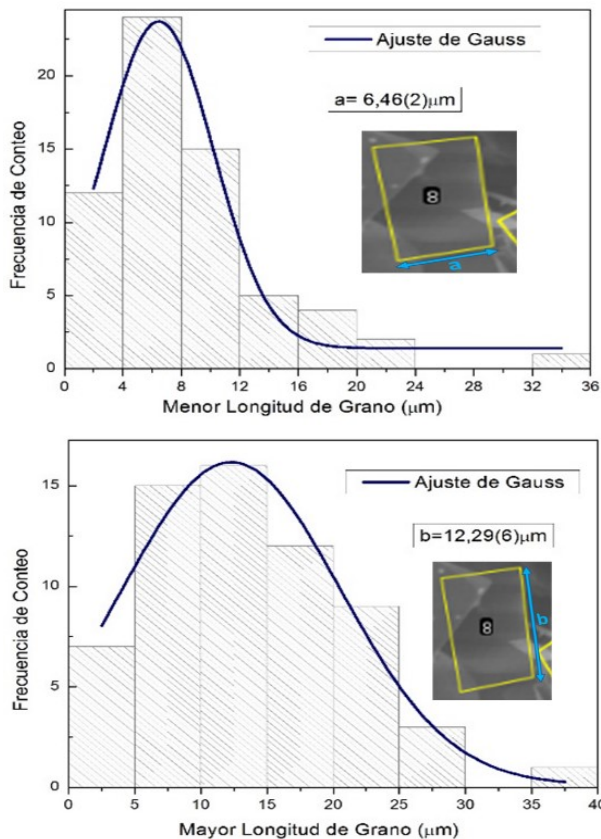 Frecuencia de Conteo
20
15
10
5
0
Ajuste de Gauss
a= 6,46(2)μm
8
a
0 4 8 12 16 20 24 28 32 36
Menor Longitud de Grano (μm)
Frecuencia de Conteo
15
10
5
0
Ajuste de Gauss
b=12,29(6)μm
8
b
0 5 10 15 20 25 30 35 40
Mayor Longitud de Grano (μm)